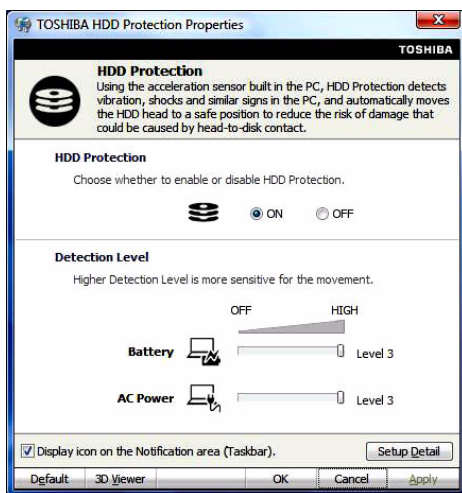 TOSHIBA HDD Protection Properties
TOSHIBA
HDD Protection
Using the acceleration sensor built in the PC, HDD Protection detects
vibration, shocks and similar signs in the PC, and automatically moves
the HDD head to a safe position to reduce the risk of damage that
could be caused by head-to-disk contact.
HDD Protection
Choose whether to enable or disable HDD Protection.
ON OFF
Detection Level
Higher Detection Level is more sensitive for the movement.
OFF HIGH
Battery Level 3
AC Power Level 3
Display icon on the Notification area (Taskbar). Setup Detail
Default 3D Viewer OK Cancel Apply